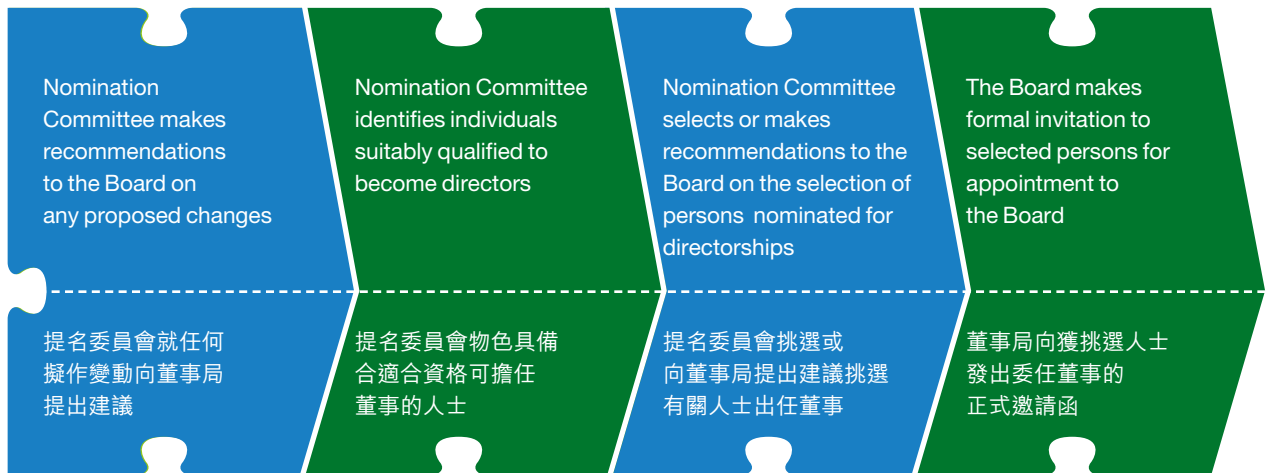 Nomination
Committee makes
recommendations
to the Board on
any proposed changes
提名委員會就任何
擬作變動向董事局
提出建議
Nomination Committee
identifies individuals
suitably qualified to
become directors
提名委員會物色具備
合適合資格可擔任
董事的人士
Nomination Committee
selects or makes
recommendations to the
Board on the selection of
persons  nominated for
directorships
提名委員會挑選或
向董事局提出建議挑選
有關人士出任董事
The Board makes
formal invitation to
selected persons for
appointment to
the Board
董事局向獲挑選人士
發出委任董事的
正式邀請函